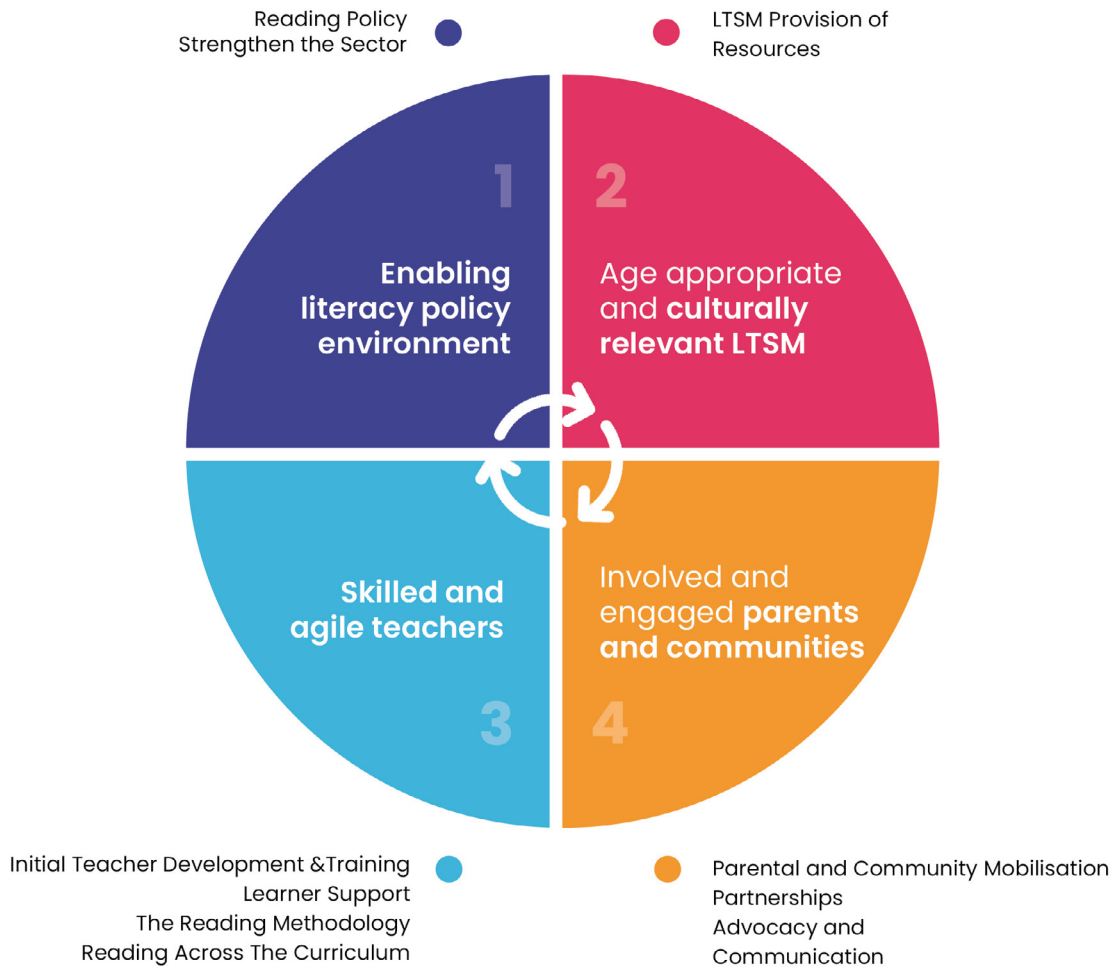 Reading Policy
Strengthen the Sector
LTSM Provision of
Resources
1
Enabling
literacy policy
environment
2
Age appropriate
and culturally
relevant LTSM
Skilled and
agile teachers
3
Involved and
engaged parents
and communities
4
Initial Teacher Development &Training
Learner Support
The Reading Methodology
Reading Across The Curriculum
Parental and Community Mobilisation
Partnerships
Advocacy and
Communication